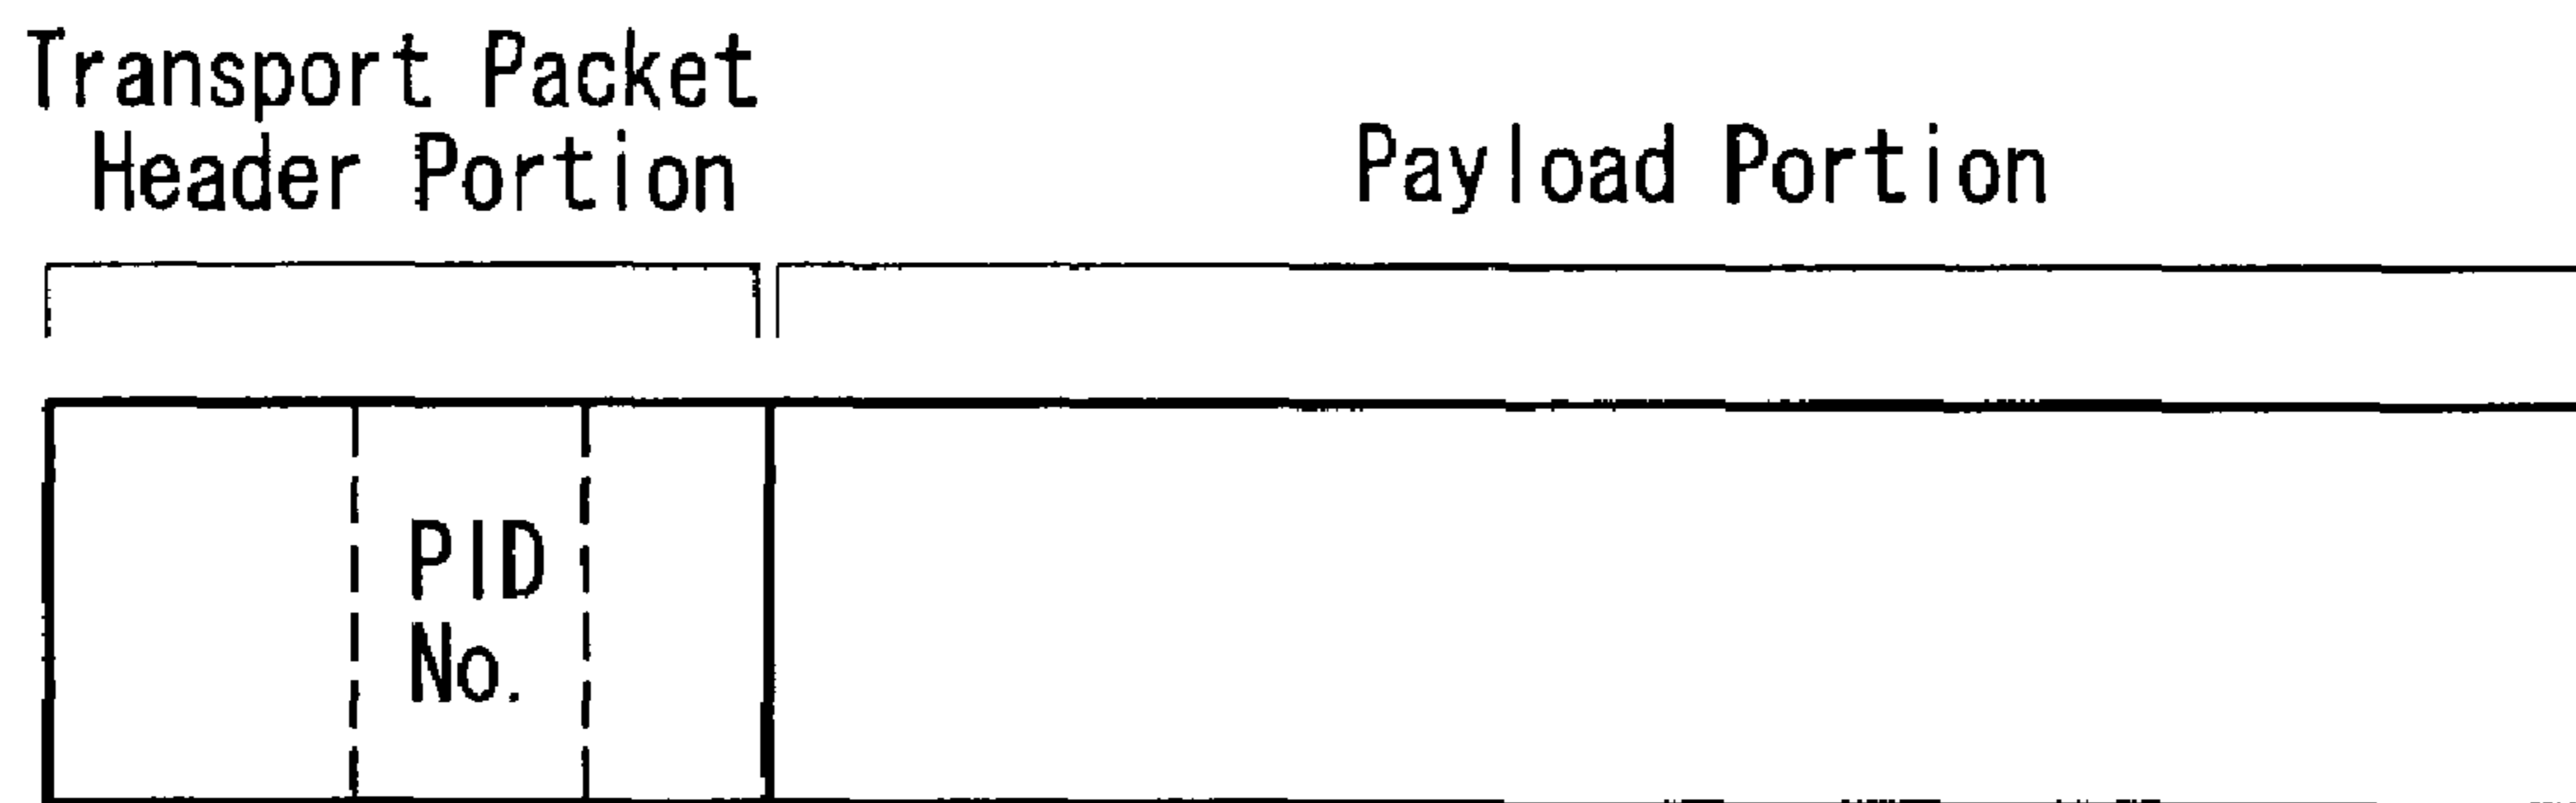 Transport Packet
Header Portion
Payload Portion
PID
No.